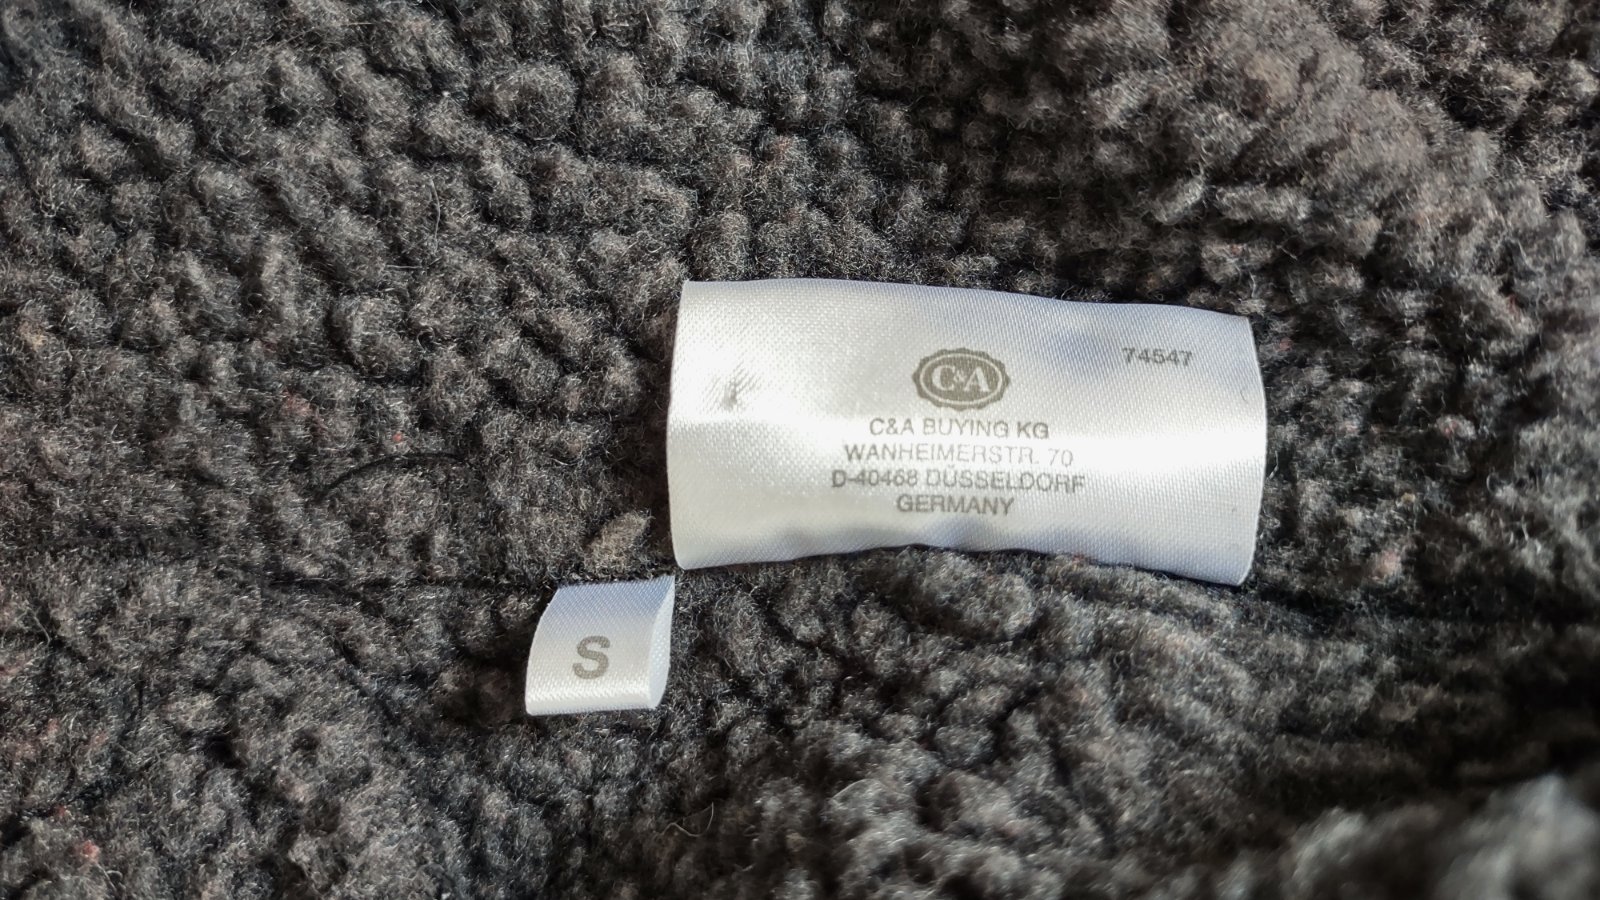 74547
C&A
C&A BUYING KG
WANHEIMERSTR. 70
D-40468 DÜSSELDORF
GERMANY
S